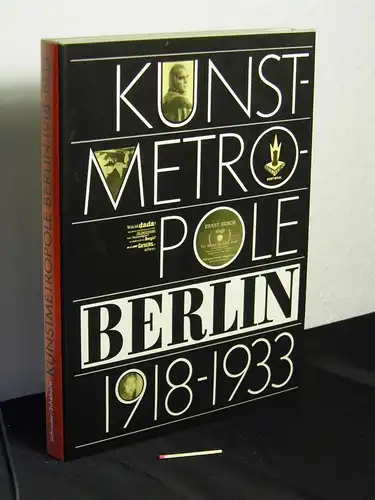 KUNST-
METRO-
POLE
BERLIN
1918-1933
Was ist dada?
ERNST BUSCH
KUNSTMETROPOLE BERLIN 1918-1933